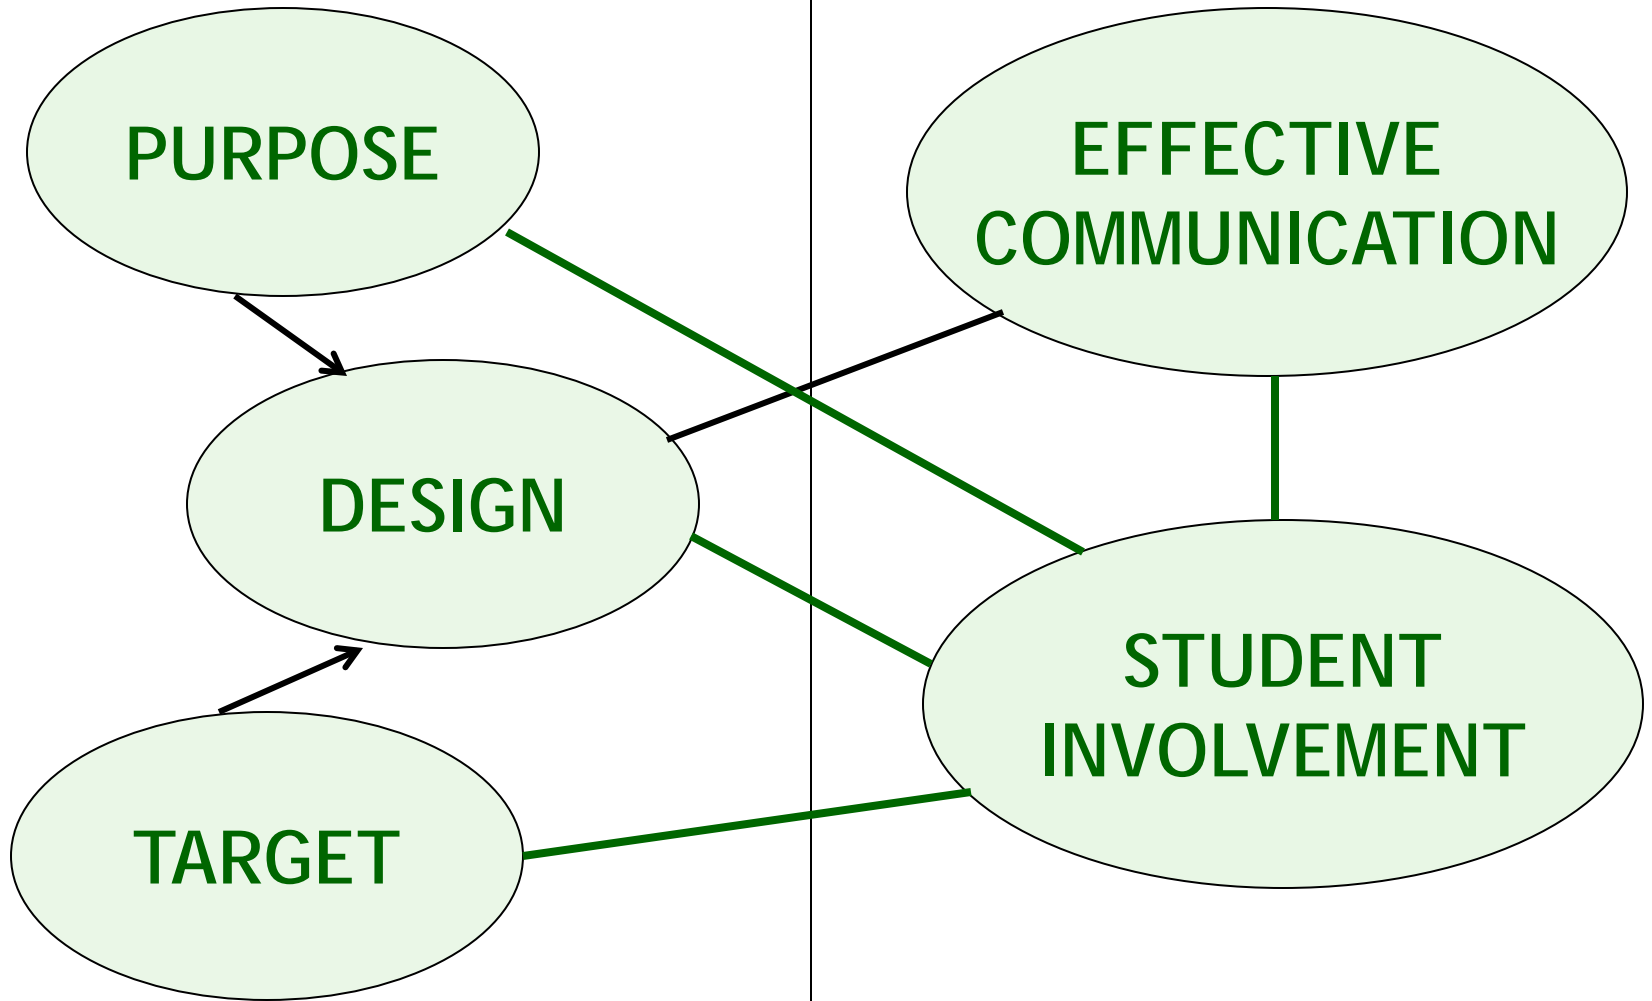 PURPOSE
DESIGN
TARGET
EFFECTIVE
COMMUNICATION
STUDENT
INVOLVEMENT